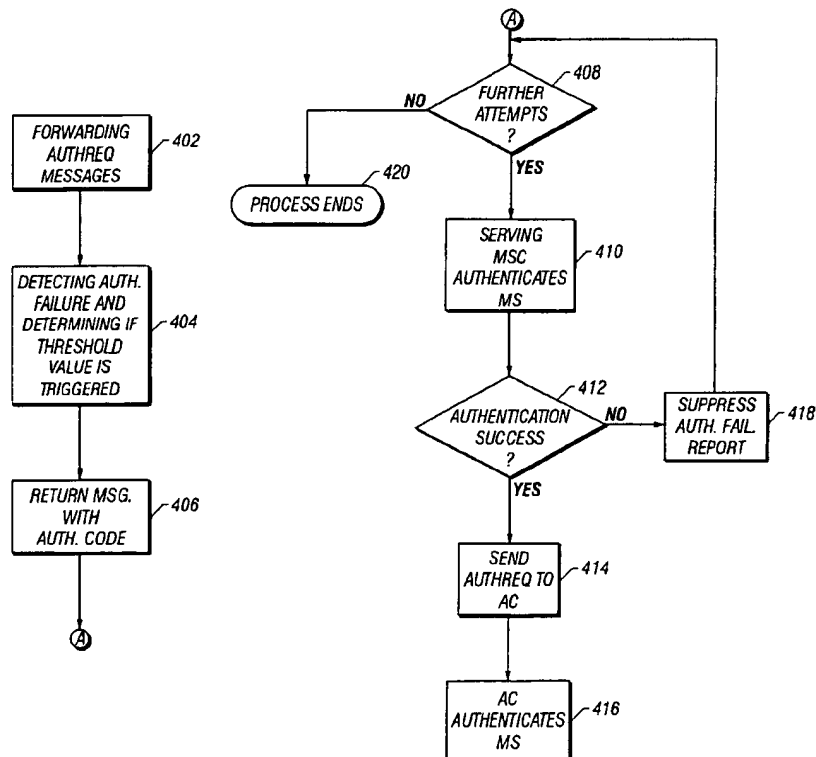 FORWARDING
AUTHREQ
MESSAGES
402
DETECTING AUTH.
FAILURE AND
DETERMINING IF
THRESHOLD
VALUE IS
TRIGGERED
404
RETURN MSG.
WITH
AUTH. CODE
406
A
A
FURTHER
ATTEMPTS
?
408
NO
YES
PROCESS ENDS
420
SERVING
MSC
AUTHENTICATES
MS
410
AUTHENTICATION
SUCCESS
?
412
NO
YES
SUPPRESS
AUTH. FAIL.
REPORT
418
SEND
AUTHREQ TO
AC
414
AC
AUTHENTICATES
MS
416